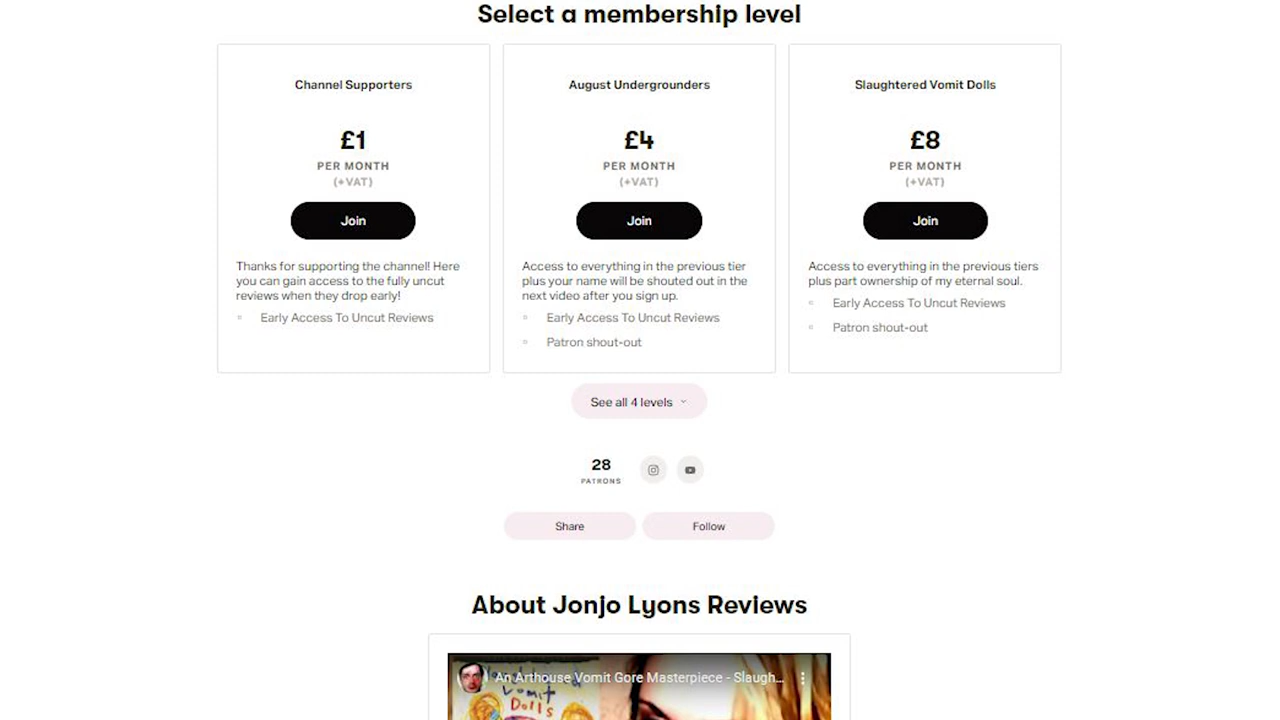 Select a membership level
Channel Supporters
£1
PER MONTH
(+VAT)
Join
Thanks for supporting the channel! Here
you can gain access to the fully uncut
reviews when they drop early!
Early Access To Uncut Reviews
August Undergrounders
£4
PER MONTH
(+VAT)
Join
Access to everything in the previous tier
plus your name will be shouted out in the
next video after you sign up.
Early Access To Uncut Reviews
Patron shout-out
Slaughtered Vomit Dolls
£8
PER MONTH
(+VAT)
Join
Access to everything in the previous tiers
plus part ownership of my eternal soul.
Early Access To Uncut Reviews
Patron shout-out
See all 4 levels
28
PATRONS
Share
Follow
About Jonjo Lyons Reviews
An Arthouse Vomit Gore Masterpiece - Slaugh...
Vomit
Dolls